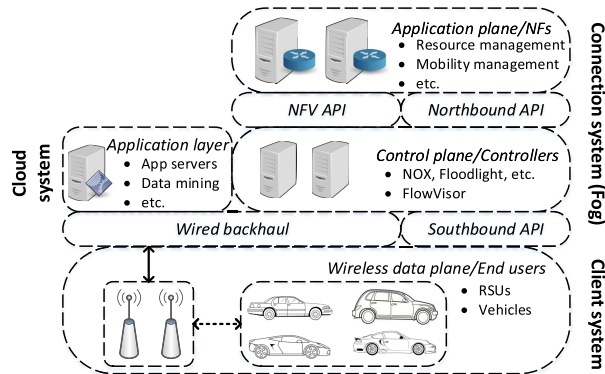 Application plane/NFs
• Resource management
• Mobility management
• etc.
NFV API
Northbound API
Connection system (Fog)
Cloud
system
Application layer
• App servers
• Data mining
• etc.
Control plane/Controllers
• NOX, Floodlight, etc.
• FlowVisor
Wired backhaul
Southbound API
Wireless data plane/End users
• RSUs
• Vehicles
Client system